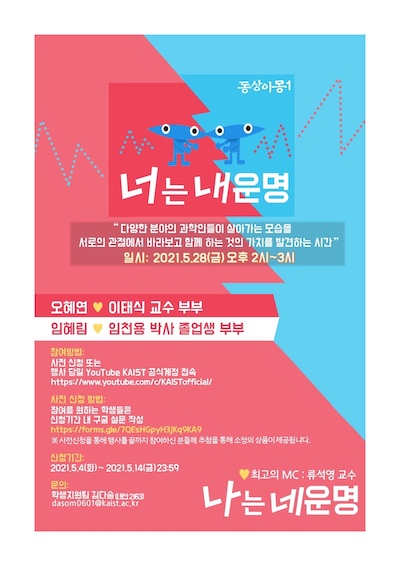 동상이몽1
너는 내운명
“ 다양한 분야의 과학인들이 살아가는 모습을
서로의 관점에서 바라보고 함께 하는 것의 가치를 발견하는 시간 ”
일시: 2021.5.28(금) 오후 2시~3시
오혜연 ♥ 이태식 교수 부부
임혜림 ♥ 임천용 박사 졸업생 부부
참여방법:
사전 신청 또는
행사 당일 YouTube KAIST 공식계정 접속
https://www.youtube.com/c/KAISTofficial/
사전 신청 방법:
참여를 원하는 학생들은
신청기간 내 구글 설문 작성
https://forms.gle/7QEsHGpyH3jKq9KA9
※ 사전신청을 통해 행사를 끝까지 참여하신 분들께 추첨을 통해 소정의 상품이 제공됩니다.
신청기간:
2021.5.4(화)~ 2021.5.14(금) 23:59
문의:
학생지원팀 김다솜 (내선 2163)
dasom0601@kaist.ac.kr
♥최고의 MC : 류석영 교수
나는 네운명